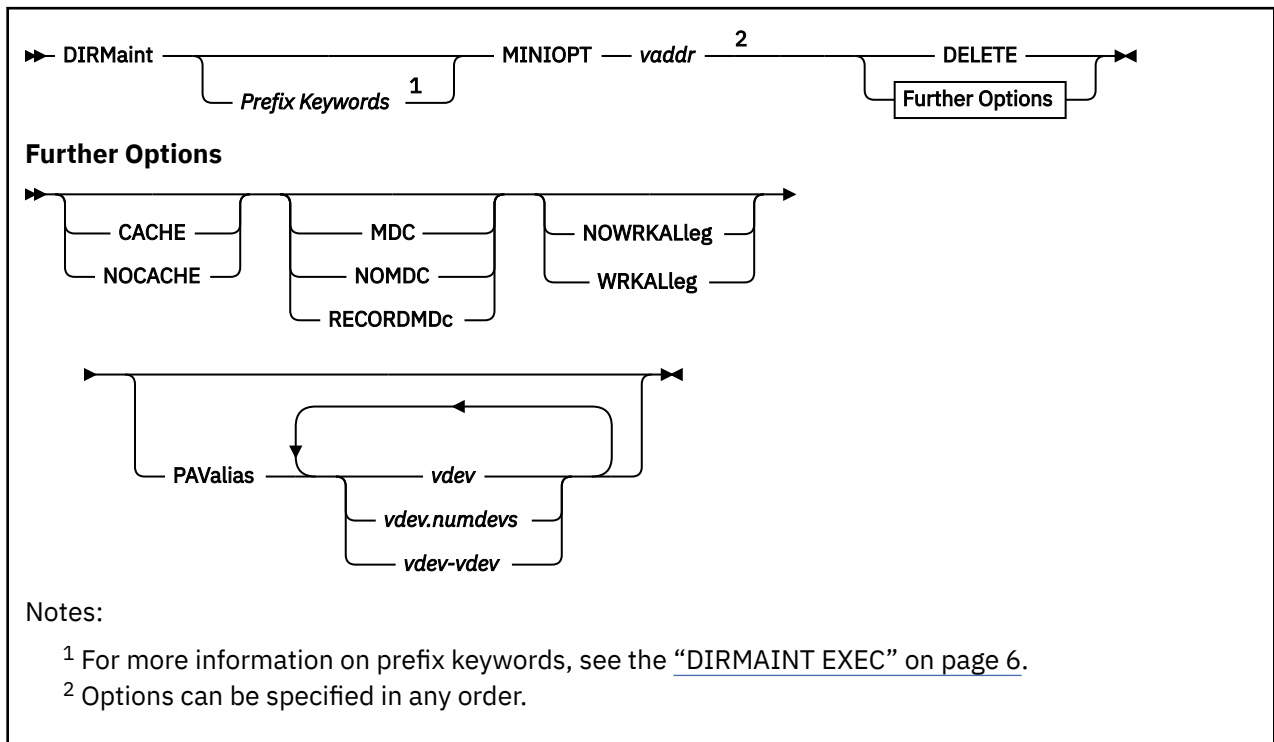 DIRMaint Prefix Keywords 1 MINIOPT vaddr 2 DELETE
Further Options
Further Options
CACHE MDC NOWRKALleg
NOCACHE NOMDC WRKALleg
RECORDMDc
PAValias vdev
vdev.numdevs
vdev-vdev
Notes:
1 For more information on prefix keywords, see the “DIRMAINT EXEC” on page 6.
2 Options can be specified in any order.